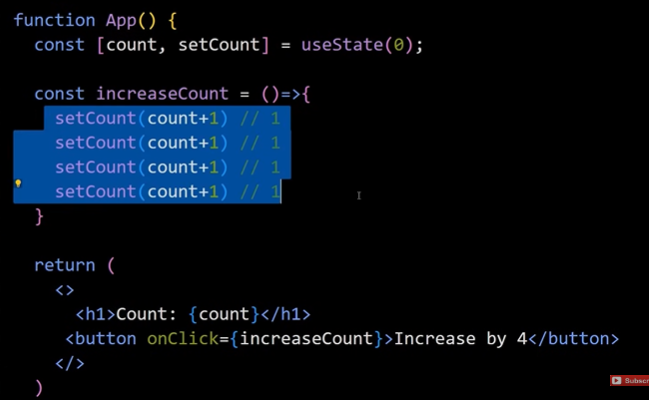 function App() {
const [count, setCount] = useState(0);
const increaseCount = ()=>{
setCount(count+1) // 1
setCount(count+1) // 1
setCount(count+1) // 1
setCount(count+1) // 1
}
return (
<>
<h1>Count: {count}</h1>
<button onClick={increaseCount}>Increase by 4</button>
</>
)